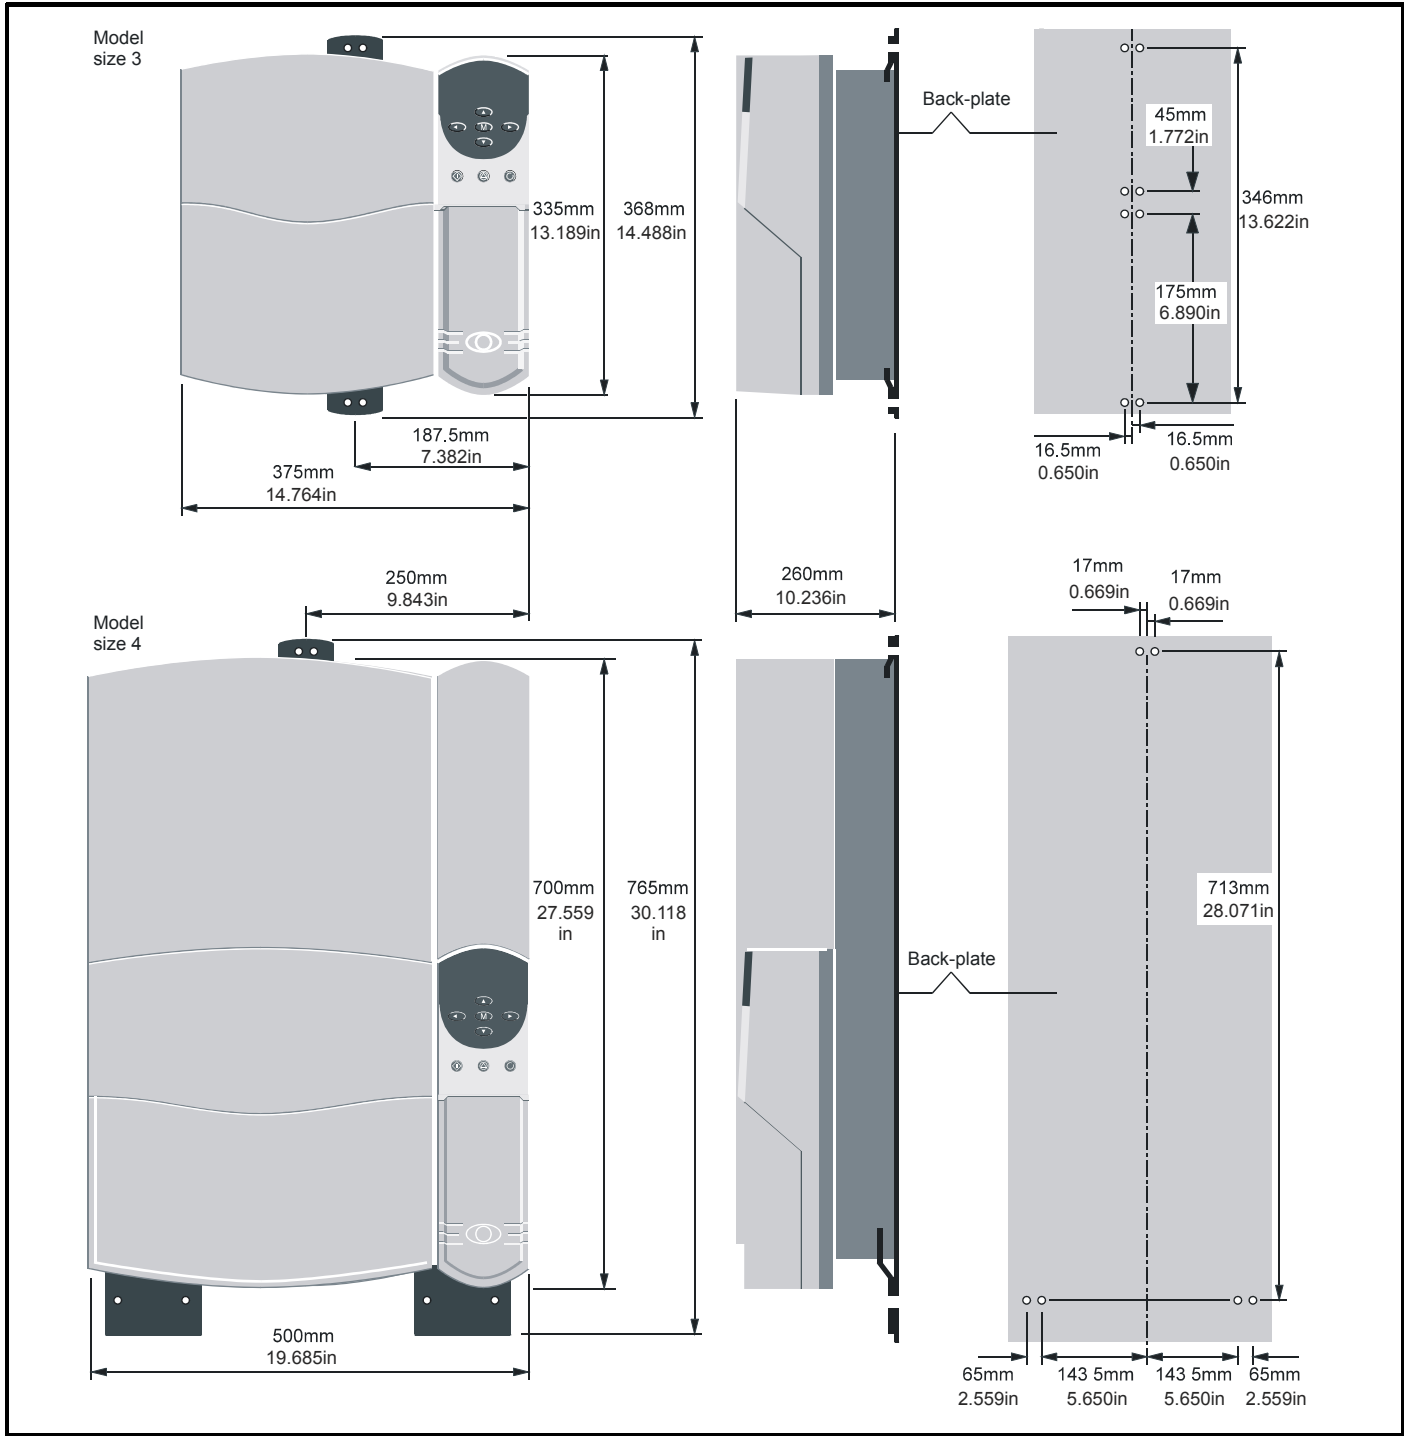 Model
size 3
Back-plate
45mm
1.772in
335mm
13.189in
368mm
14.488in
346mm
13.622in
175mm
6.890in
M
187.5mm
7.382in
375mm
14.764in
16.5mm
0.650in
16.5mm
0.650in
250mm
9.843in
260mm
10.236in
17mm
0.669in
17mm
0.669in
Model
size 4
700mm
27.559
in
765mm
30.118
in
713mm
28.071in
Back-plate
M
500mm
19.685in
65mm
2.559in
143 5mm
5.650in
143 5mm
5.650in
65mm
2.559in